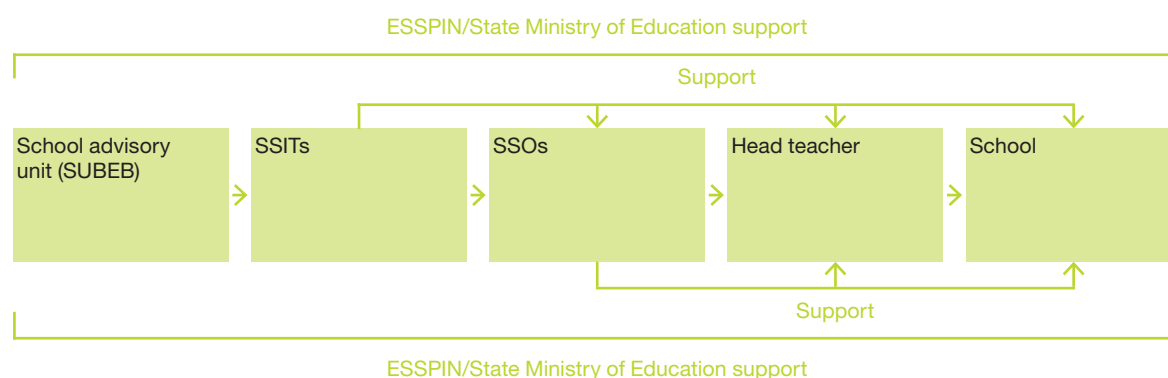 ESSPIN/State Ministry of Education support
Support
School advisory
unit (SUBEB)
SSITs
SSOs
Head teacher
School
Support
ESSPIN/State Ministry of Education support